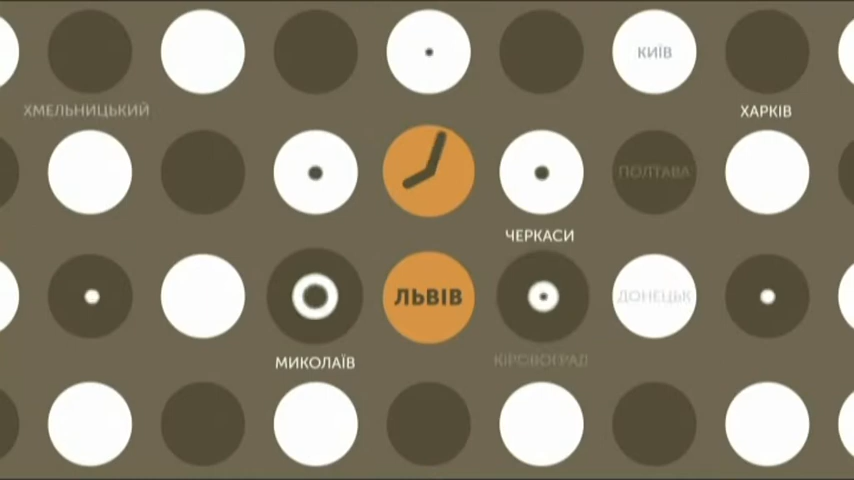 КИЇВ
ХМЕЛЬНИЦЬКИЙ
ХАРКІВ
ПОЛТАВА
ЧЕРКАСИ
ЛЬВІВ
ДОНЕЦЬК
МИКОЛАЇВ
КІРОВОГРАД